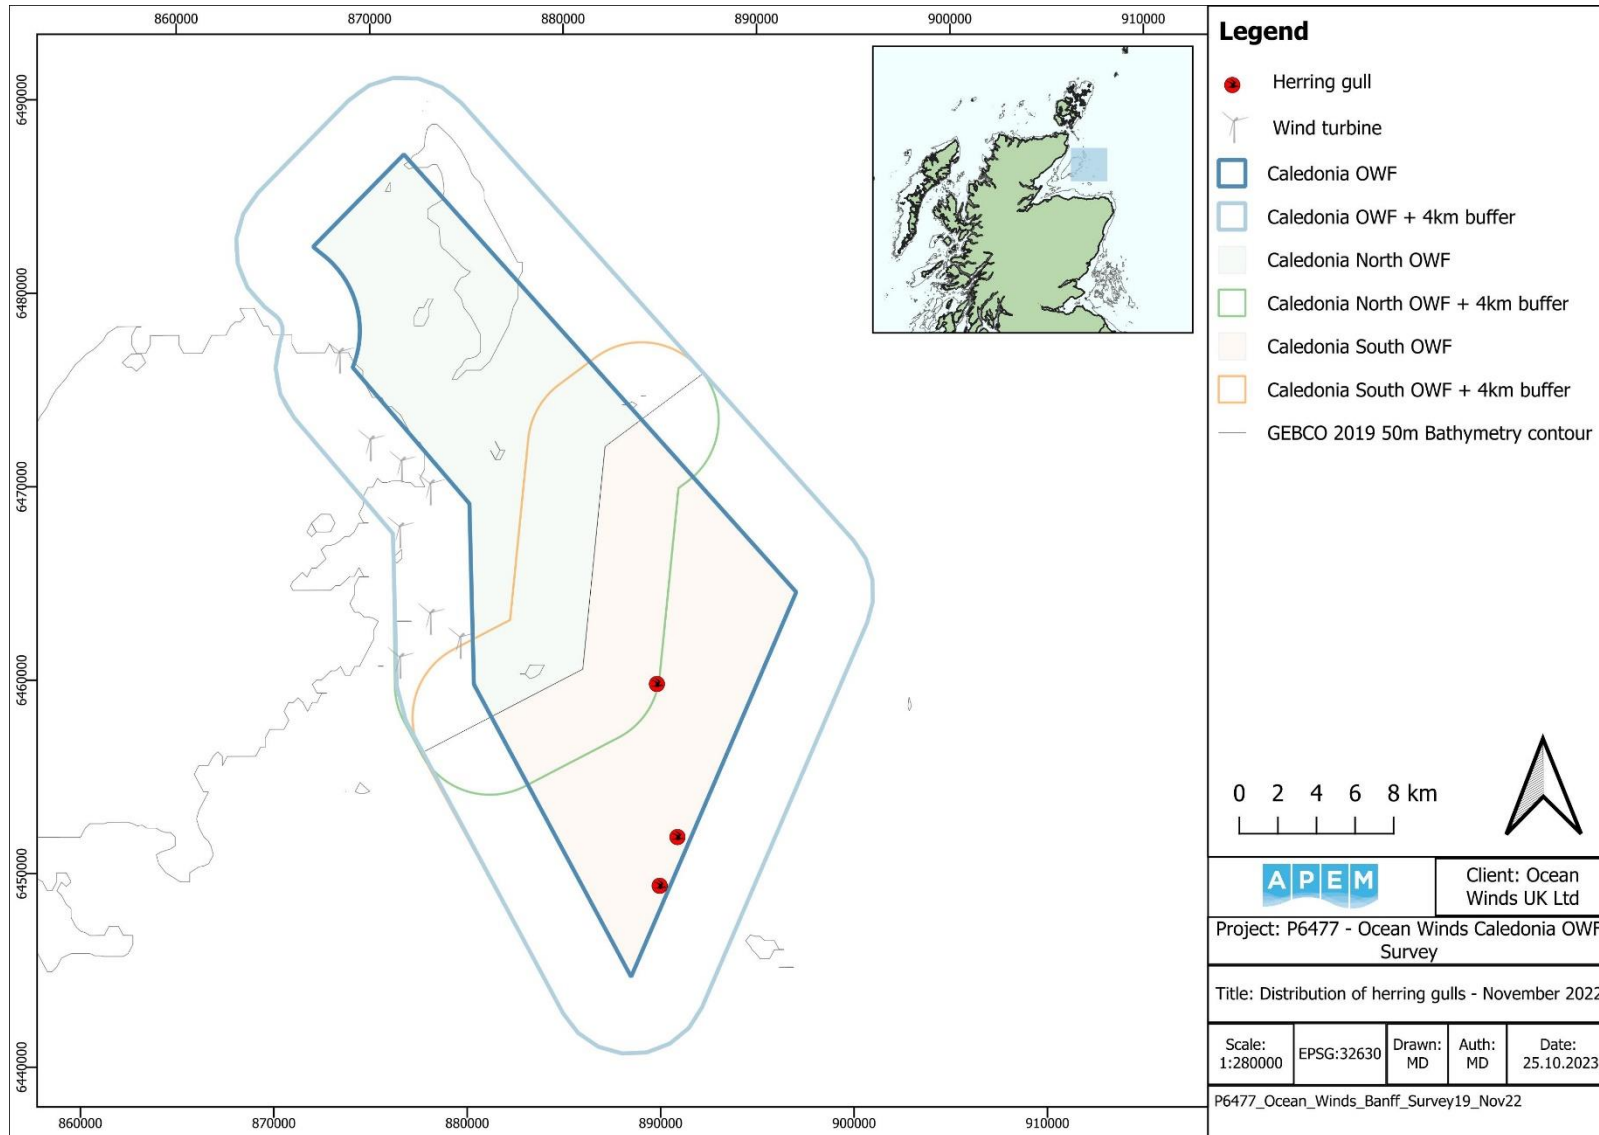 860000 870000 880000 890000 900000 910000
6490000
6480000
6470000
6460000
6450000
6440000
860000 870000 880000 890000 900000 910000
Legend
Herring gull
Wind turbine
Caledonia OWF
Caledonia OWF + 4km buffer
Caledonia North OWF
Caledonia North OWF + 4km buffer
Caledonia South OWF
Caledonia South OWF + 4km buffer
GEBCO 2019 50m Bathymetry contour
0 2 4 6 8 km
APEM
Client: Ocean
Winds UK Ltd
Project: P6477 - Ocean Winds Caledonia OWF
Survey
Title: Distribution of herring gulls - November 2022
Scale:
1:280000
EPSG:32630
Drawn:
MD
Auth:
MD
Date:
25.10.2023
P6477_Ocean_Winds_Banff_Survey19_Nov22